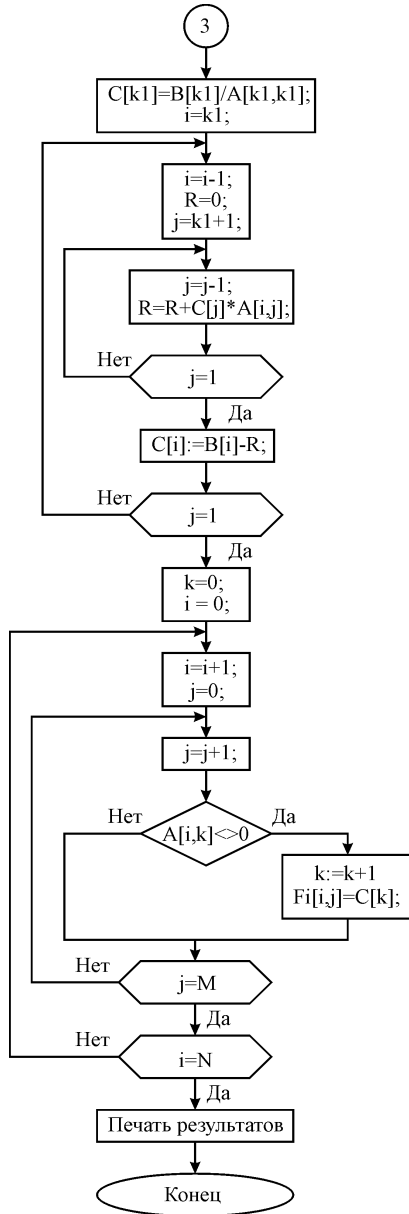 3
C[k1]=B[k1]/A[k1,k1];
i=k1;
i=i-1;
R=0;
j=k1+1;
j=j-1;
R=R+C[j]*A[i,j];
Нет
j=1
Да
C[i]:=B[i]-R;
Нет
j=1
Да
k=0;
i = 0;
i=i+1;
j=0;
j=j+1;
Нет
A[i,k]<>0
Да
k:=k+1
Fi[i,j]=C[k];
Нет
j=M
Да
Нет
i=N
Да
Печать результатов
Конец